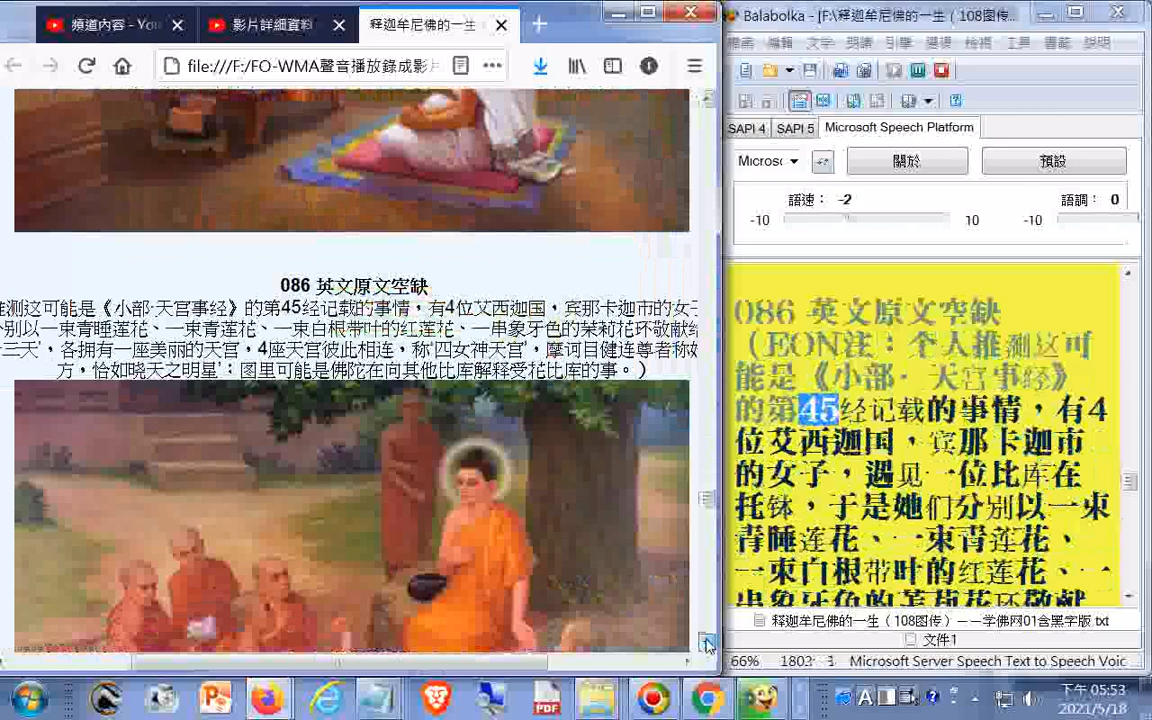 頻道內容 - You
影片詳細資料
释迦牟尼佛的一生
file:///F:/FO-WMA聲音播放錄成影片
086 英文原文空缺
推测这可能是《小部·天宫事经》的第45经记载的事情，有4位艾西迦国，宾那卡迦市的女子
分别以一束青睡莲花、一束青莲花、一束白根带叶的红莲花、一串象牙色的茉莉花环敬献给
三天'，各拥有一座美丽的天宫，4座天宫彼此相连，称'四女神天宫'，摩诃目健连尊者称
方，恰如晓天之明星'：图里可能是佛陀在向其他比库解释受花比库的事。）
Balabolka - [F:\释迦牟尼佛的一生（108图传...
檔案 編輯 文字 朗讀 引擎 選項 檢視 工具 書籤 說明
SAPI 4 SAPI 5 Microsoft Speech Platform
Microsc 關於 預設
語速： -2 語調： 0
-10 10 -10
086 英文原文空缺
（EON注：个人推测这可
能是《小部· 天宫事经》
的第45经记载的事情，有4
位艾西迦国，宾那卡迦市
的女子，遇见一位比库在
托钵，于是她们分别以一束
青睡莲花、一束青莲花、
一束白根带叶的红莲花、一
串象牙色的茉莉花环敬献
释迦牟尼佛的一生（108图传）——学佛网01含黑字版.txt
文件1
66% 1803 Microsoft Server Speech Text to Speech Voic
PDF
A
下午 05:53
2021/5/18